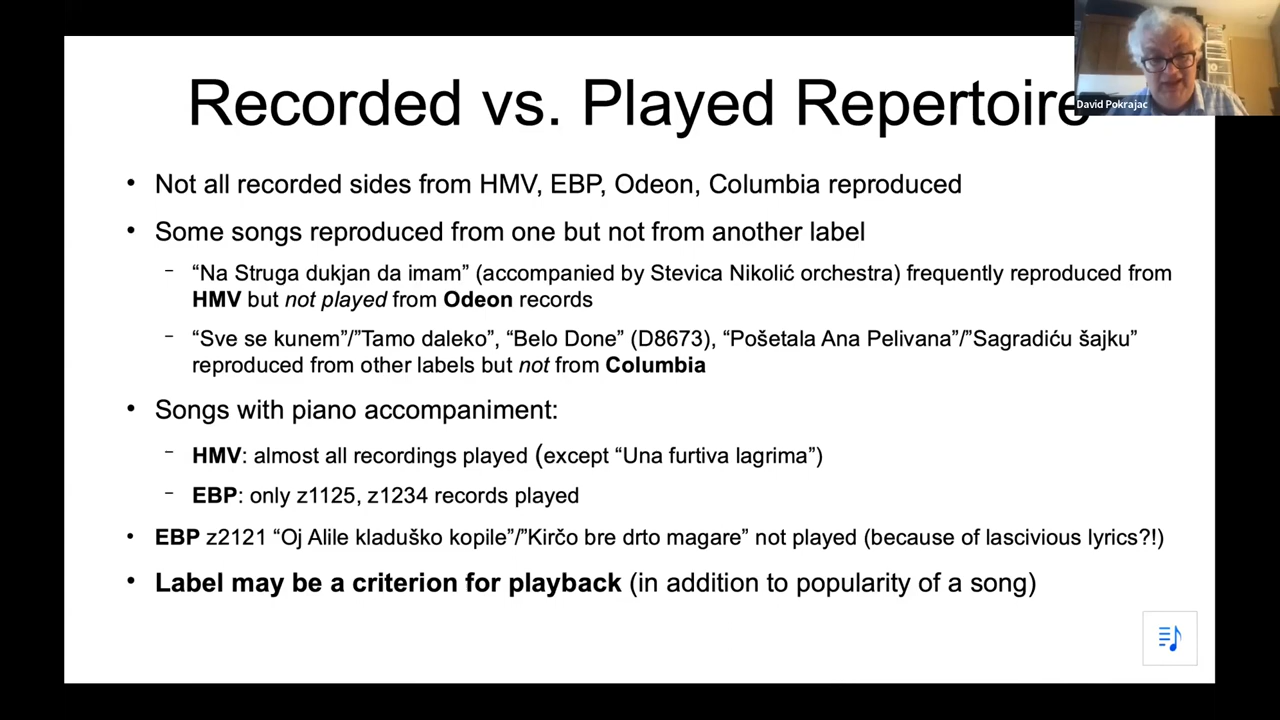 Recorded vs. Played Repertoire
David Pokrajac
• Not all recorded sides from HMV, EBP, Odeon, Columbia reproduced
• Some songs reproduced from one but not from another label
– “Na Struga dukjan da imam” (accompanied by Stevica Nikolić orchestra) frequently reproduced from
HMV but not played from Odeon records
– “Sve se kunem”/”Tamo daleko”, “Belo Done” (D8673), “Pošetala Ana Pelivana”/”Sagradiću šajku”
reproduced from other labels but not from Columbia
• Songs with piano accompaniment:
– HMV: almost all recordings played (except “Una furtiva lagrima”)
– EBP: only z1125, z1234 records played
• EBP z2121 “Oj Alile kladuško kopile”/”Kirčo bre drto magare” not played (because of lascivious lyrics?!)
• Label may be a criterion for playback (in addition to popularity of a song)